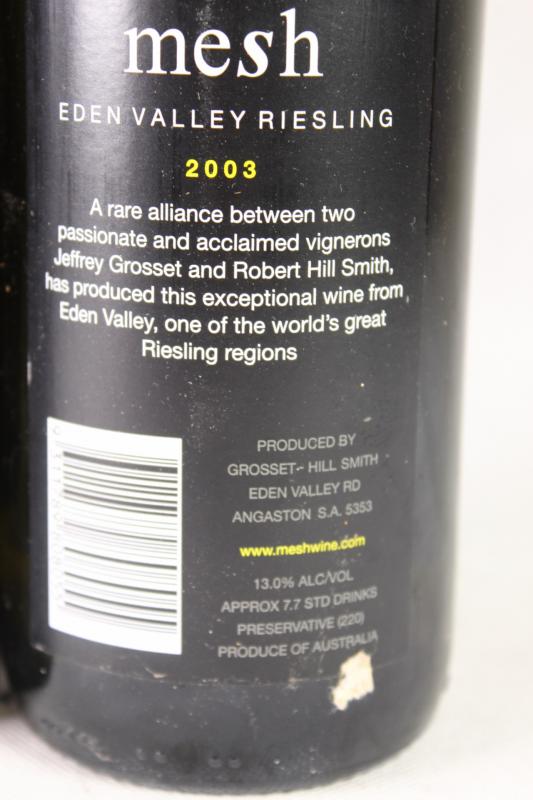 mesh
EDEN VALLEY RIESLING
2003
A rare alliance between two
passionate and acclaimed vignerons
Jeffrey Grosset and Robert Hill Smith,
has produced this exceptional wine from
Eden Valley, one of the world's great
Riesling regions
PRODUCED BY
GROSSET - HILL SMITH
EDEN VALLEY RD
ANGASTON S.A. 5353
www.meshwine.com
13.0% ALC/VOL
APPROX 7.7 STD DRINKS
PRESERVATIVE (220)
PRODUCE OF AUSTRALIA